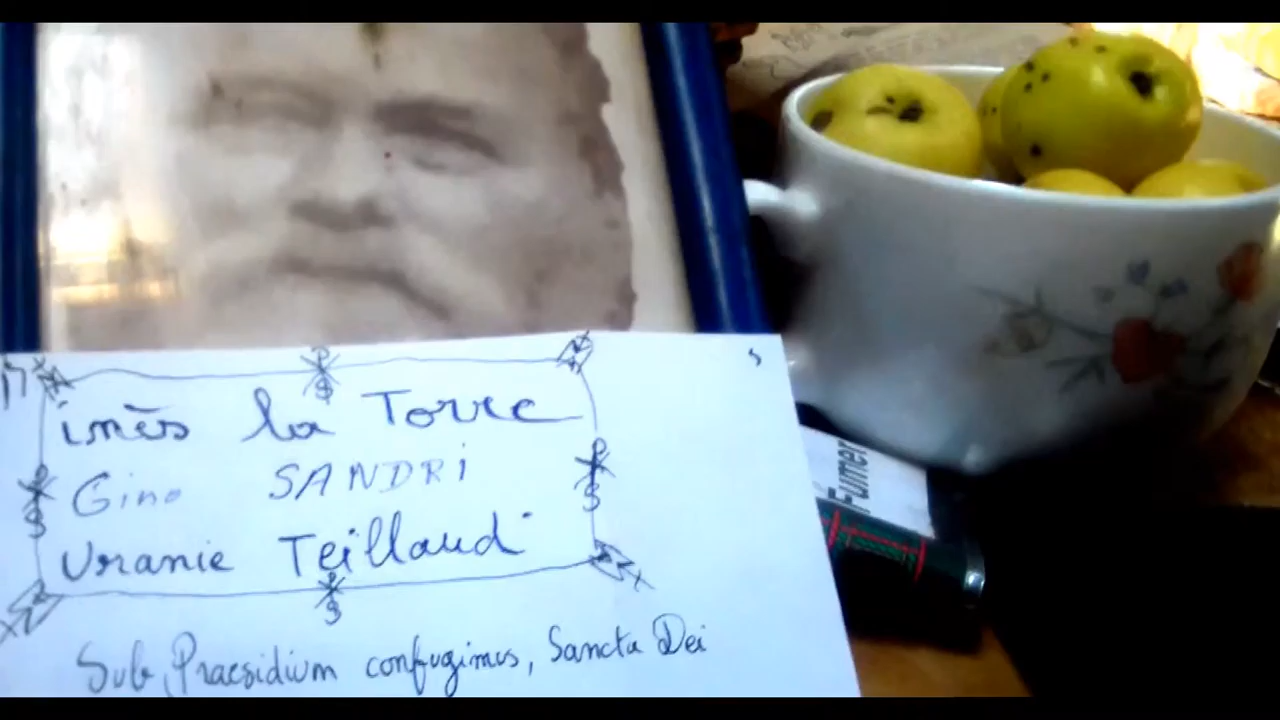 inès la Torre
Gino SANDRI
Uranie Teillaud
Sub, Praesidium confugimus, Sancta Dei
Fumer